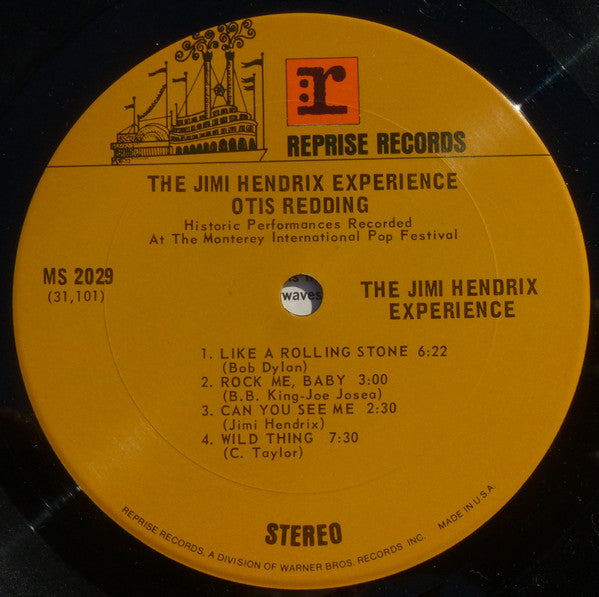 r
REPRISE RECORDS
THE JIMI HENDRIX EXPERIENCE
OTIS REDDING
Historic Performances Recorded
At The Monterey International Pop Festival
MS 2029
(31,101)
waves
THE JIMI HENDRIX
EXPERIENCE
1. LIKE A ROLLING STONE 6:22
(Bob Dylan)
2. ROCK ME, BABY 3:00
(B.B. King-Joe Josea)
3. CAN YOU SEE ME 2:30
(Jimi Hendrix)
4. WILD THING 7:30
(C. Taylor)
STEREO
REPRISE RECORDS, A DIVISION OF WARNER BROS. RECORDS INC. MADE IN U.S.A.